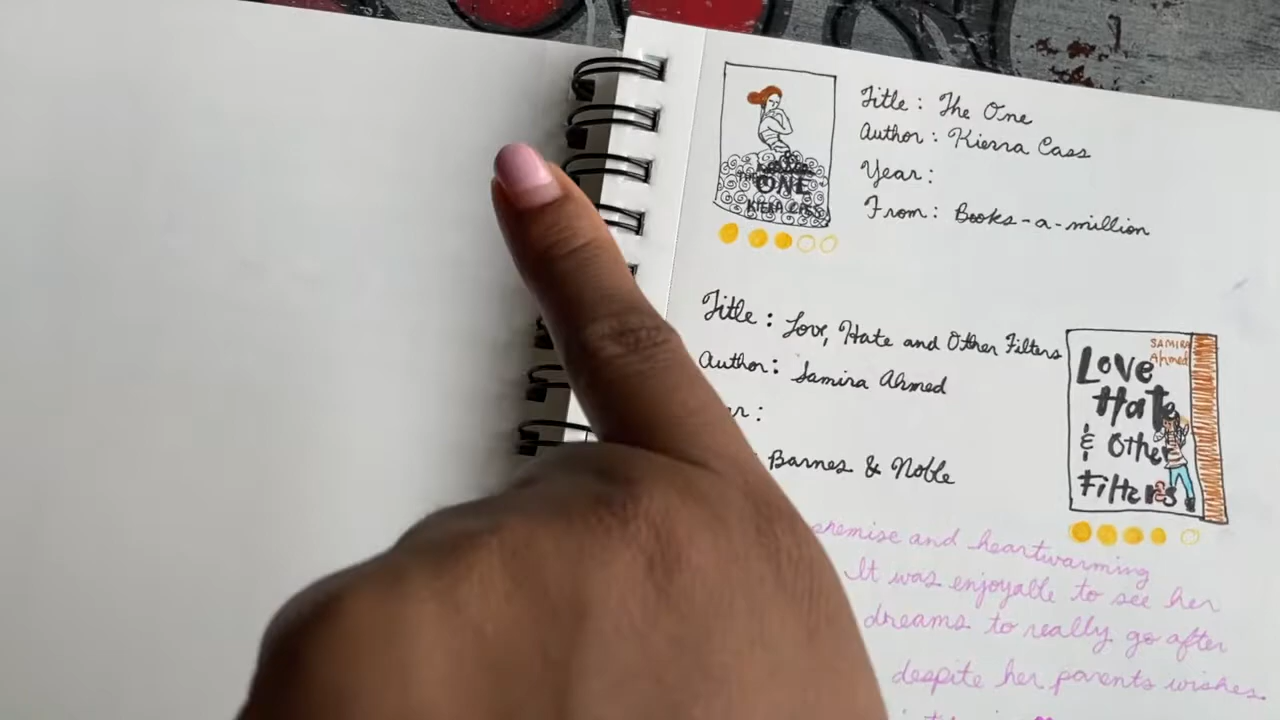 Title : The One
Author : Kierra Cass
Year :
From : Books-a-million
THE
ONE
KIERA CASS
Title : Love, Hate and Other Filters
Author : Samira Ahmed
:
Barnes & Noble
SAMIRA
Ahmed
Love
Hate
& Other
Filters
premise and heartwarming
It was enjoyable to see her
dreams to really go after
despite her parents wishes